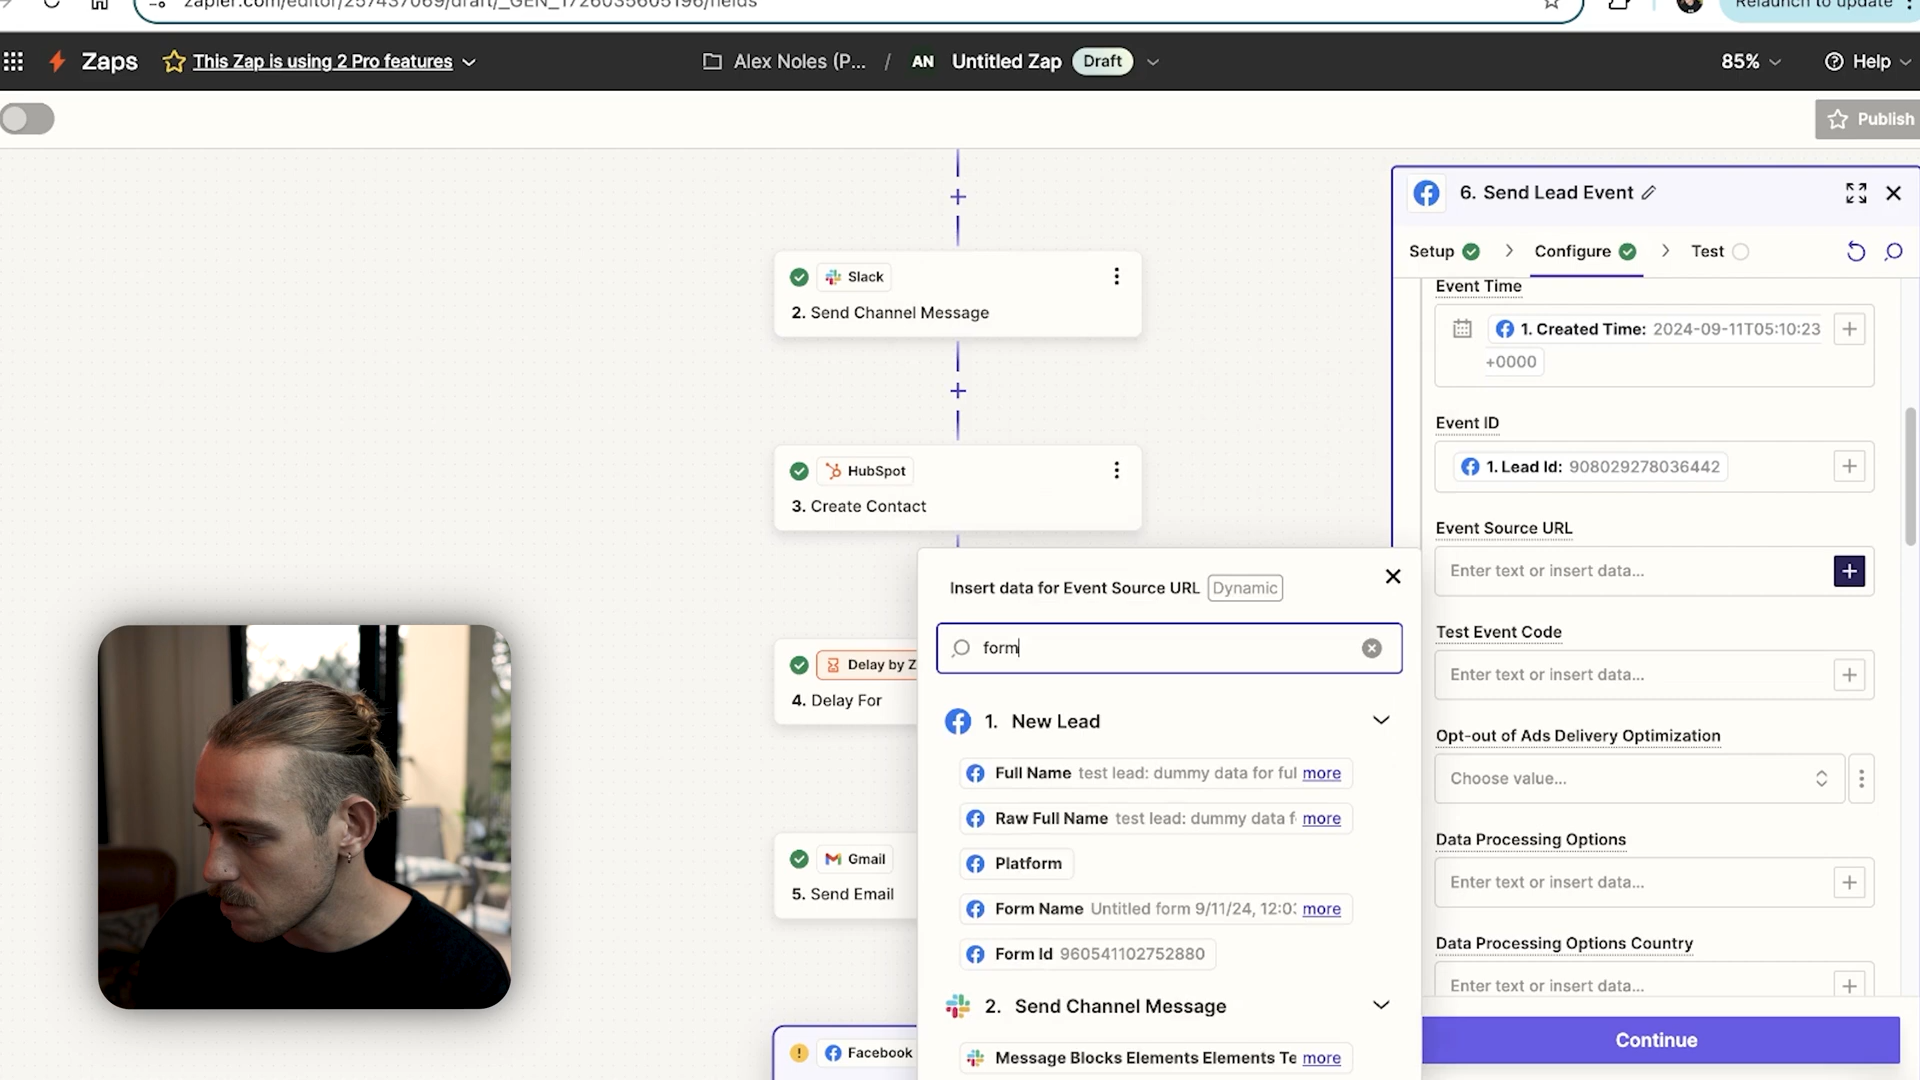 zapier.com/editor/257437069/draft/_GEN_1726035605196/fields
Relaunch to update
Zaps
This Zap is using 2 Pro features
Alex Noles (P... / AN Untitled Zap Draft
85%
Help
Publish
Slack
2. Send Channel Message
HubSpot
3. Create Contact
Delay by Z
4. Delay For
Gmail
5. Send Email
Facebook
Insert data for Event Source URL Dynamic
form
1. New Lead
Full Name test lead: dummy data for ful more
Raw Full Name test lead: dummy data f more
Platform
Form Name Untitled form 9/11/24, 12:03 more
Form Id 960541102752880
2. Send Channel Message
Message Blocks Elements Elements Te more
6. Send Lead Event
Setup
Configure
Test
Event Time
1. Created Time: 2024-09-11T05:10:23
+0000
Event ID
1. Lead Id: 908029278036442
Event Source URL
Enter text or insert data...
Test Event Code
Enter text or insert data...
Opt-out of Ads Delivery Optimization
Choose value...
Data Processing Options
Enter text or insert data...
Data Processing Options Country
Enter text or insert data...
Continue